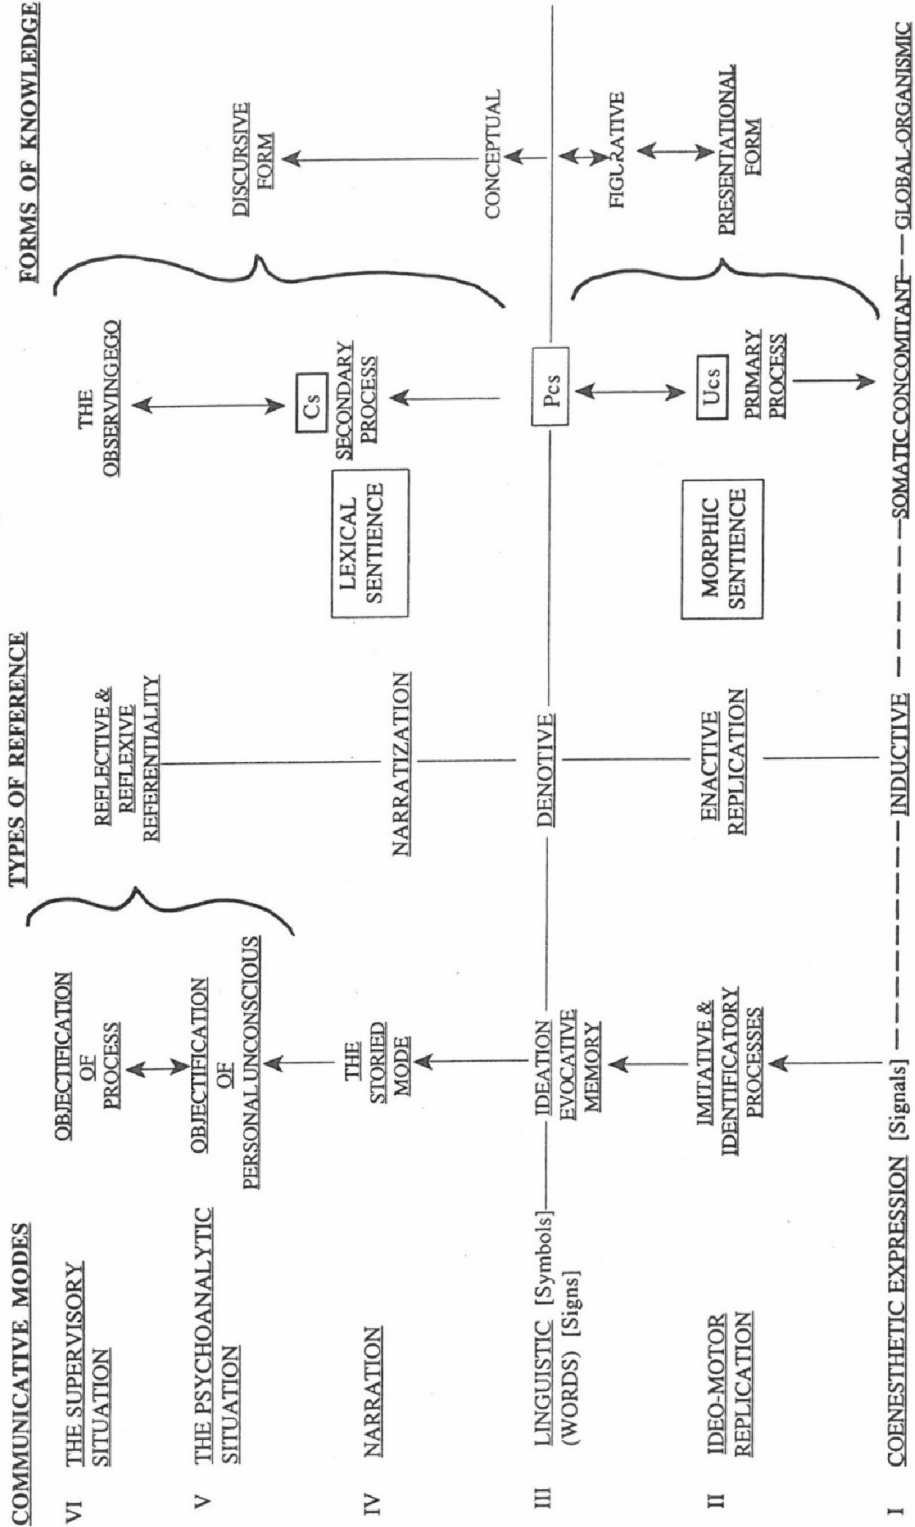 COMMUNICATIVE MODES
TYPES OF REFERENCE
FORMS OF KNOWLEDGE
VI
THE SUPERVISORY
SITUATION
OBJECTIFICATION
OF
PROCESS
REFLECTIVE &
REFLEXIVE
REFERENTIALITY
THE
OBSERVING EGO
DISCURSIVE
FORM
V
THE PSYCHOANALYTIC
SITUATION
OBJECTIFICATION
OF
PERSONAL UNCONSCIOUS
IV
NARRATION
THE
STORIED
MODE
NARRATIZATION
LEXICAL
SENTIENCE
Cs
SECONDARY
PROCESS
CONCEPTUAL
III
LINGUISTIC [Symbols]
(WORDS) [Signs]
IDEATION
EVOCATIVE
MEMORY
DENOTIVE
Pcs
FIGURATIVE
II
IDEO-MOTOR
REPLICATION
IMITATIVE &
IDENTIFICATORY
PROCESSES
ENACTIVE
REPLICATION
MORPHIC
SENTIENCE
Ucs
PRIMARY
PROCESS
PRESENTATIONAL
FORM
I
COENESTHETIC EXPRESSION [Signals]
INDUCTIVE
SOMATIC CONCOMITANT
GLOBAL-ORGANISMIC